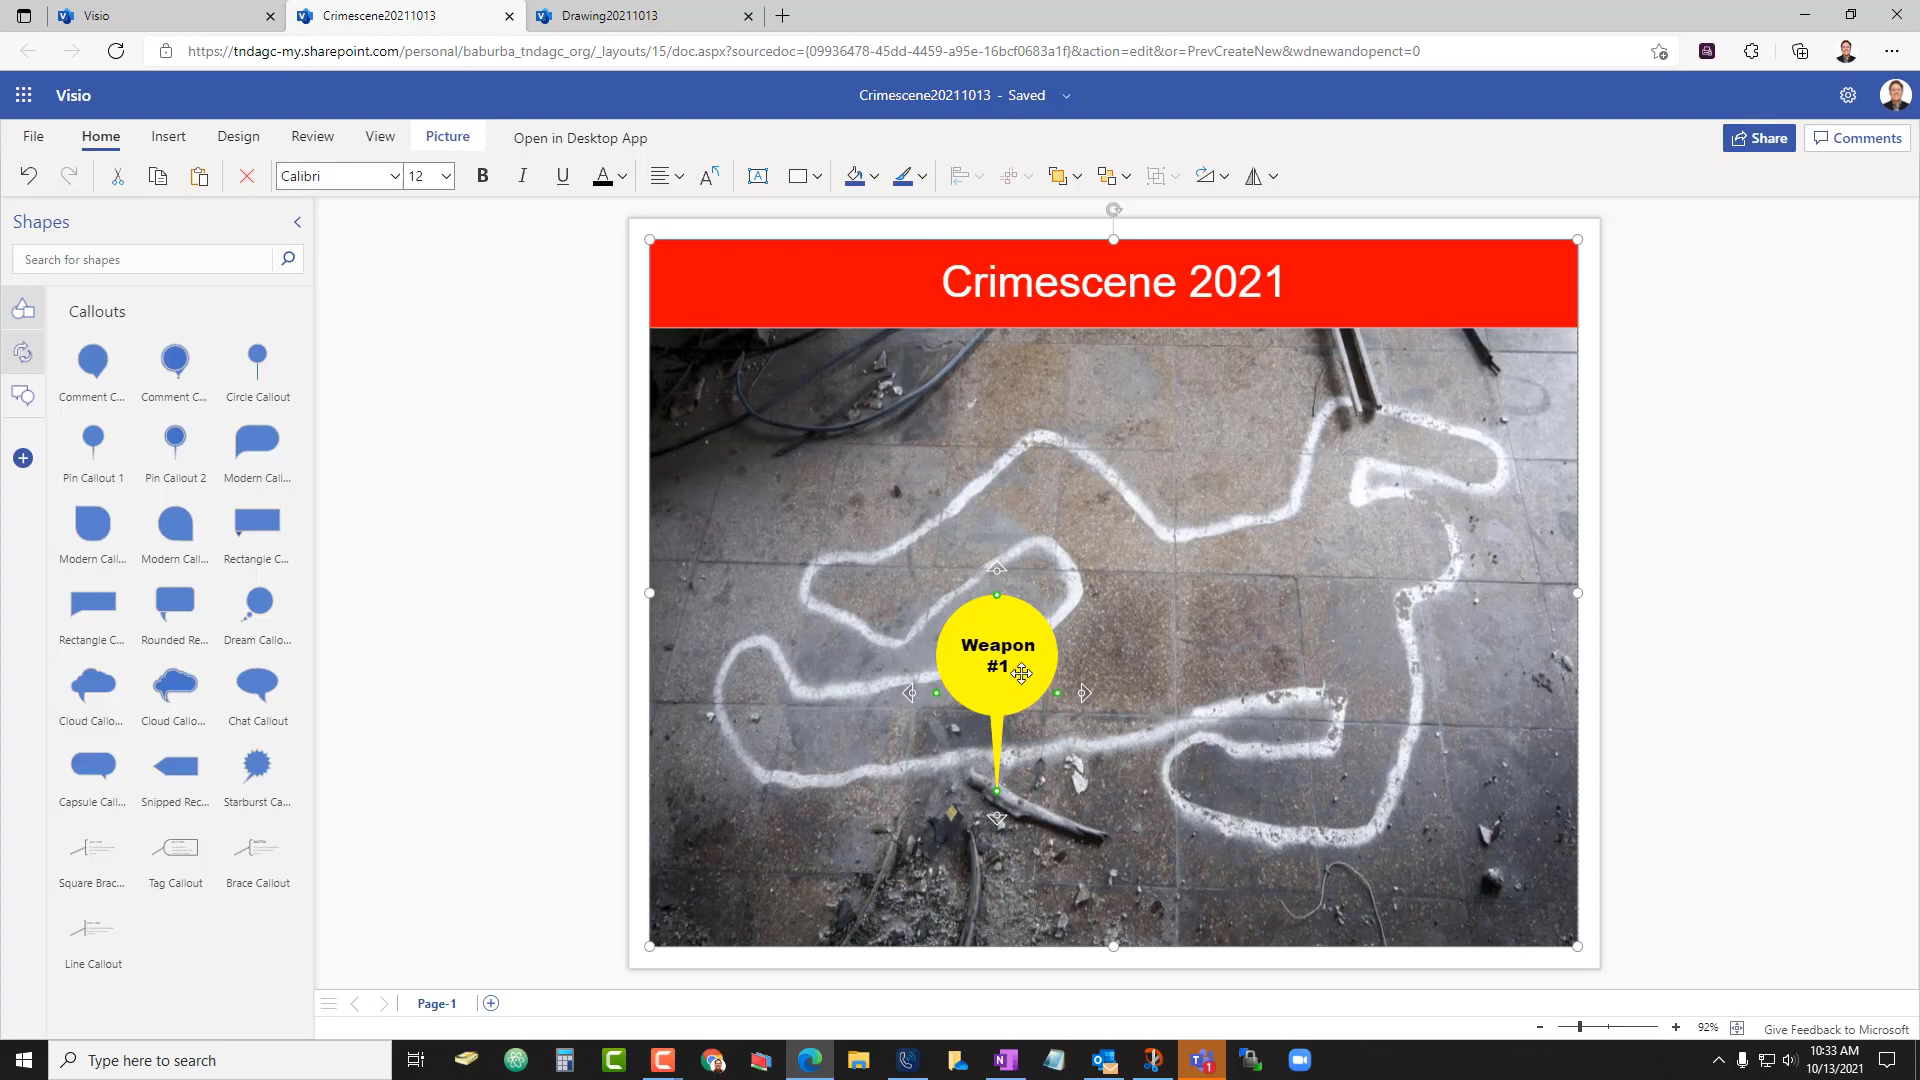 Visio
Crimescene20211013
Drawing20211013
https://tndagc-my.sharepoint.com/personal/baburba_tndagc_org/_layouts/15/doc.aspx?sourcedoc={09936478-45dd-4459-a95e-16bcf0683a1f}&action=edit&or=PrevCreateNew&wdnewandopenct=0
Visio
Crimescene20211013 - Saved
File
Home
Insert
Design
Review
View
Picture
Open in Desktop App
Share
Comments
Calibri
12
Shapes
Search for shapes
Callouts
Comment C...
Comment C...
Circle Callout
Pin Callout 1
Pin Callout 2
Modern Call...
Modern Call...
Modern Call...
Rectangle C...
Rectangle C...
Rounded Re...
Dream Callo...
Cloud Callo...
Cloud Callo...
Chat Callout
Capsule Call...
Snipped Rec...
Starburst Ca...
Square Brac...
Tag Callout
Brace Callout
Line Callout
Crimescene 2021
Weapon
#1
Page-1
92%
Give Feedback to Microsoft
Type here to search
10:33 AM
10/13/2021